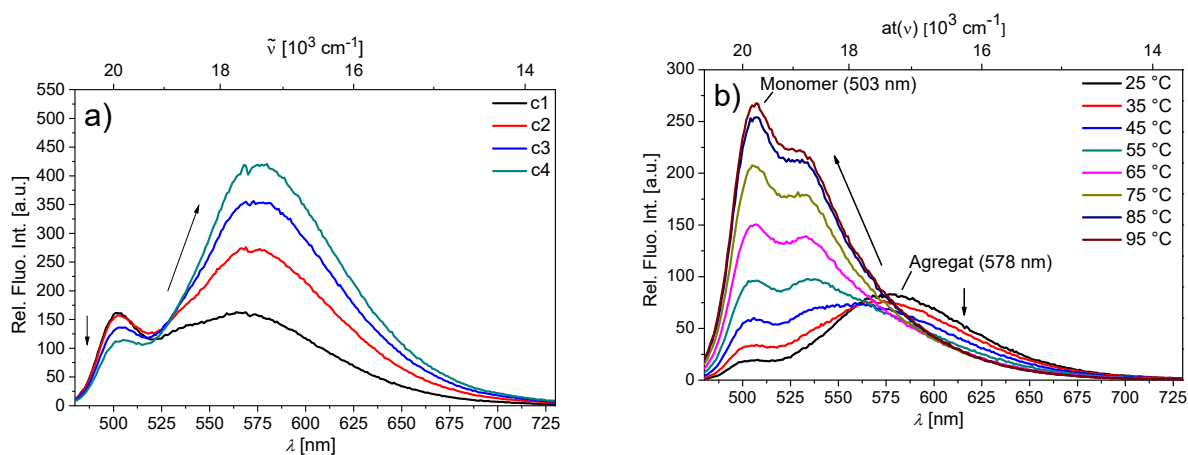 ṽ [10³ cm⁻¹]
20 18 16 14
550
500
450
400
350
300
250
200
150
100
50
0
Rel. Fluo. Int. [a.u.]
a)
c1
c2
c3
c4
500 525 550 575 600 625 650 675 700 725
λ [nm]
at(ν) [10³ cm⁻¹]
20 18 16 14
300
250
200
150
100
50
0
Rel. Fluo. Int. [a.u.]
b)
Monomer (503 nm)
Agregat (578 nm)
25 °C
35 °C
45 °C
55 °C
65 °C
75 °C
85 °C
95 °C
500 525 550 575 600 625 650 675 700 725
λ [nm]